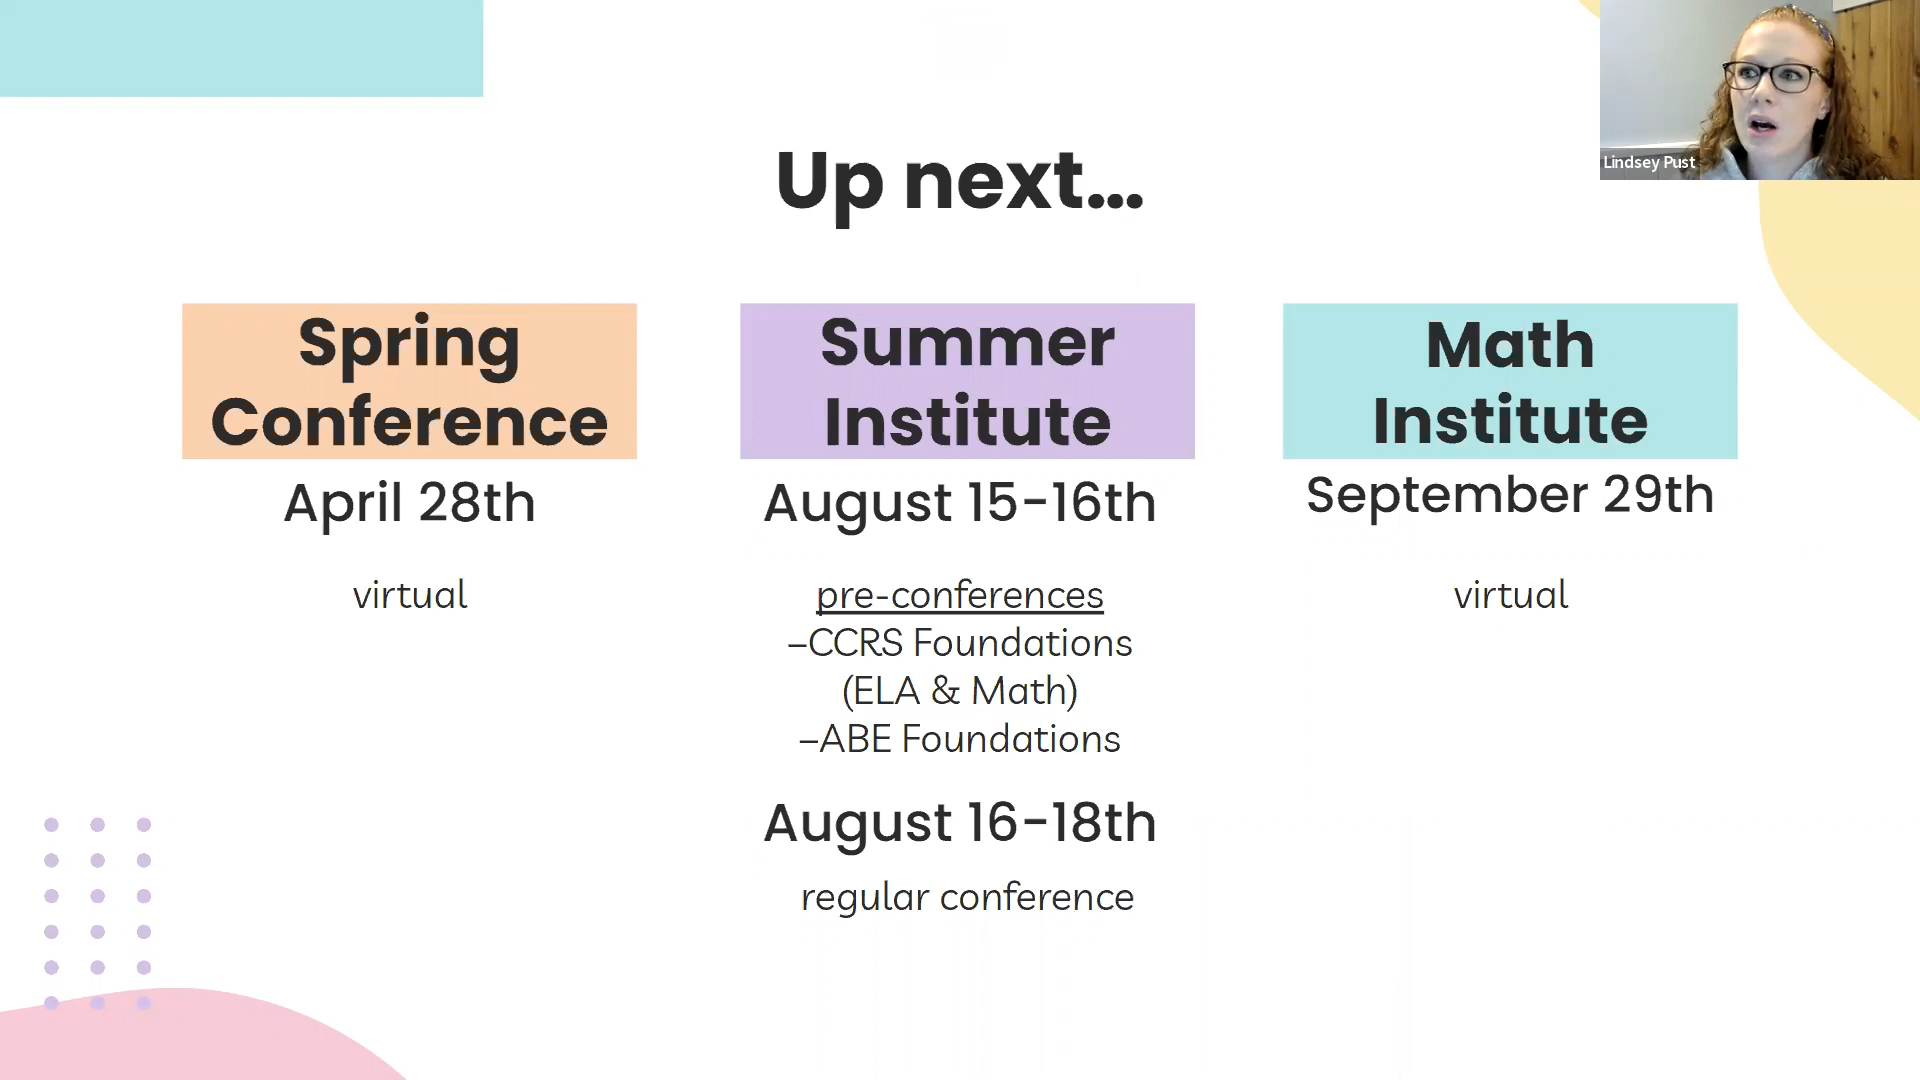 Lindsey Pust
Up next...
Spring
Conference
April 28th
virtual
Summer
Institute
August 15-16th
pre-conferences
–CCRS Foundations
(ELA & Math)
–ABE Foundations
August 16-18th
regular conference
Math
Institute
September 29th
virtual